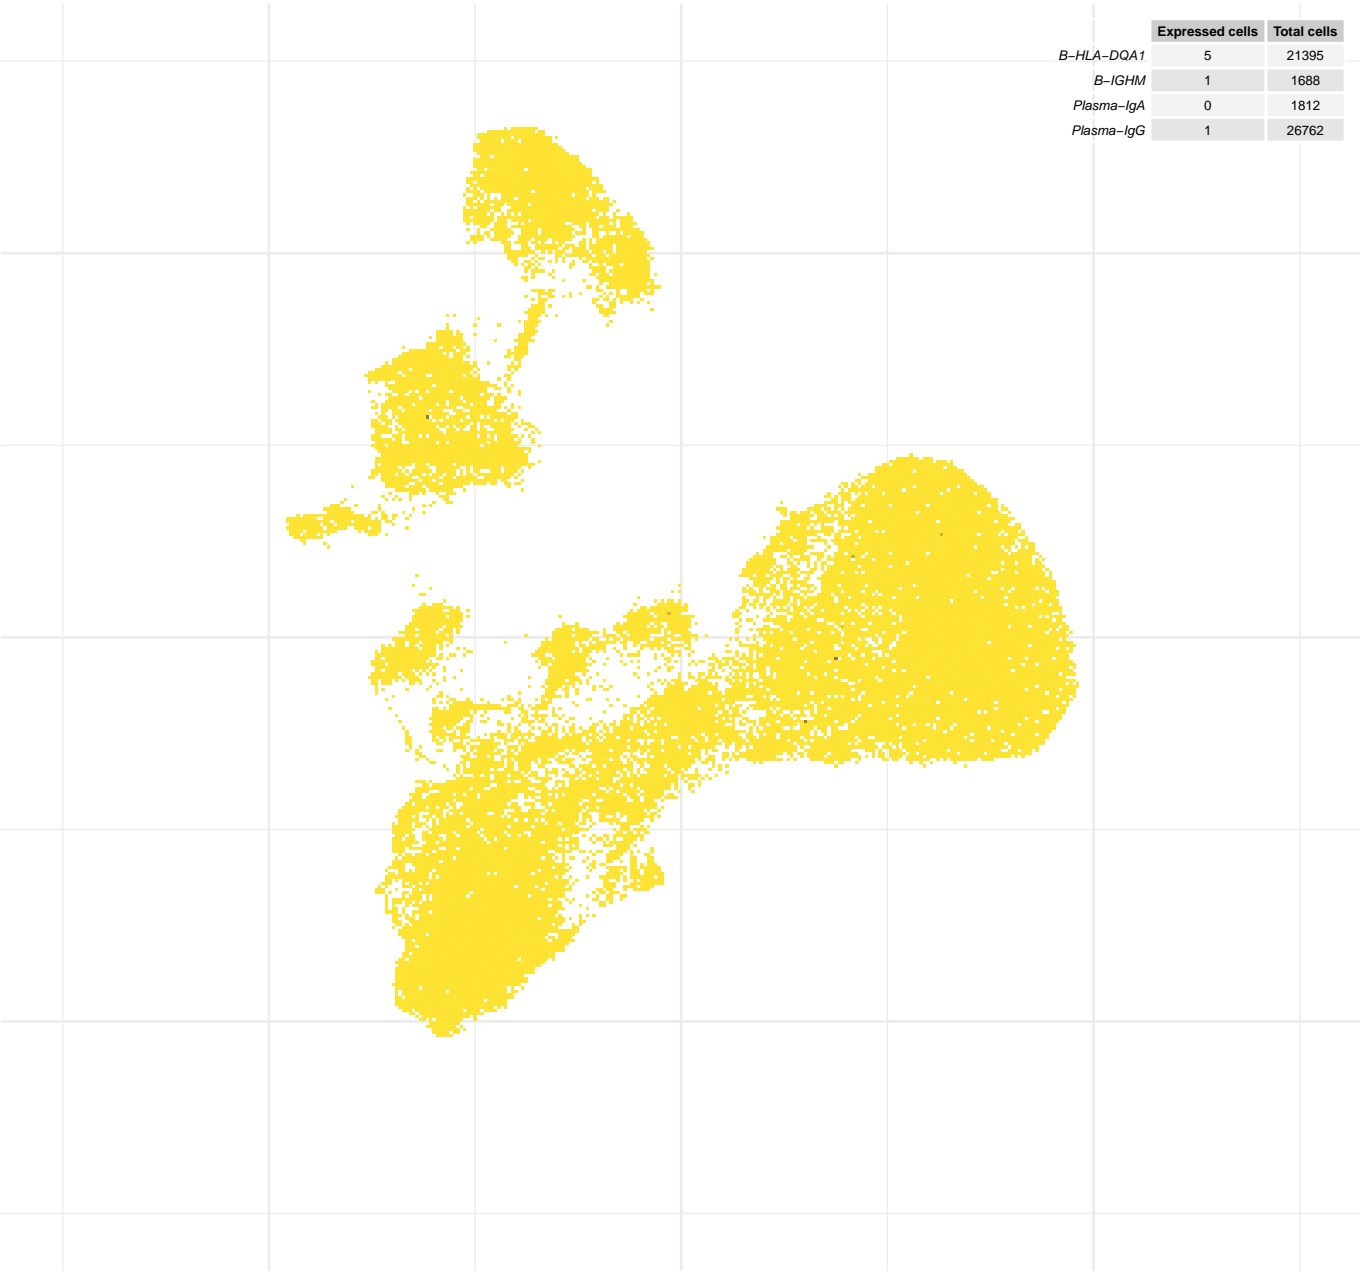 Expressed cells Total cells
B−HLA−DQA1 5 21395
B−IGHM 1 1688
Plasma−IgA 0 1812
Plasma−IgG 1 26762